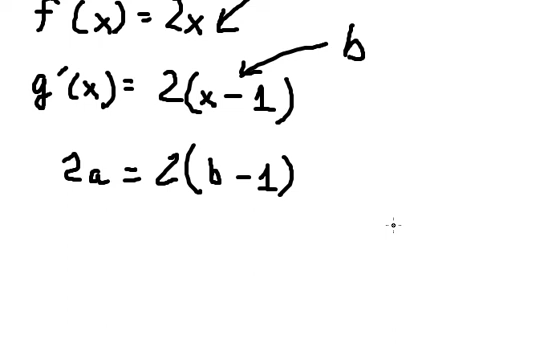 f'(x) = 2x
g'(x) = 2(x - 1) b
2a = 2(b - 1)